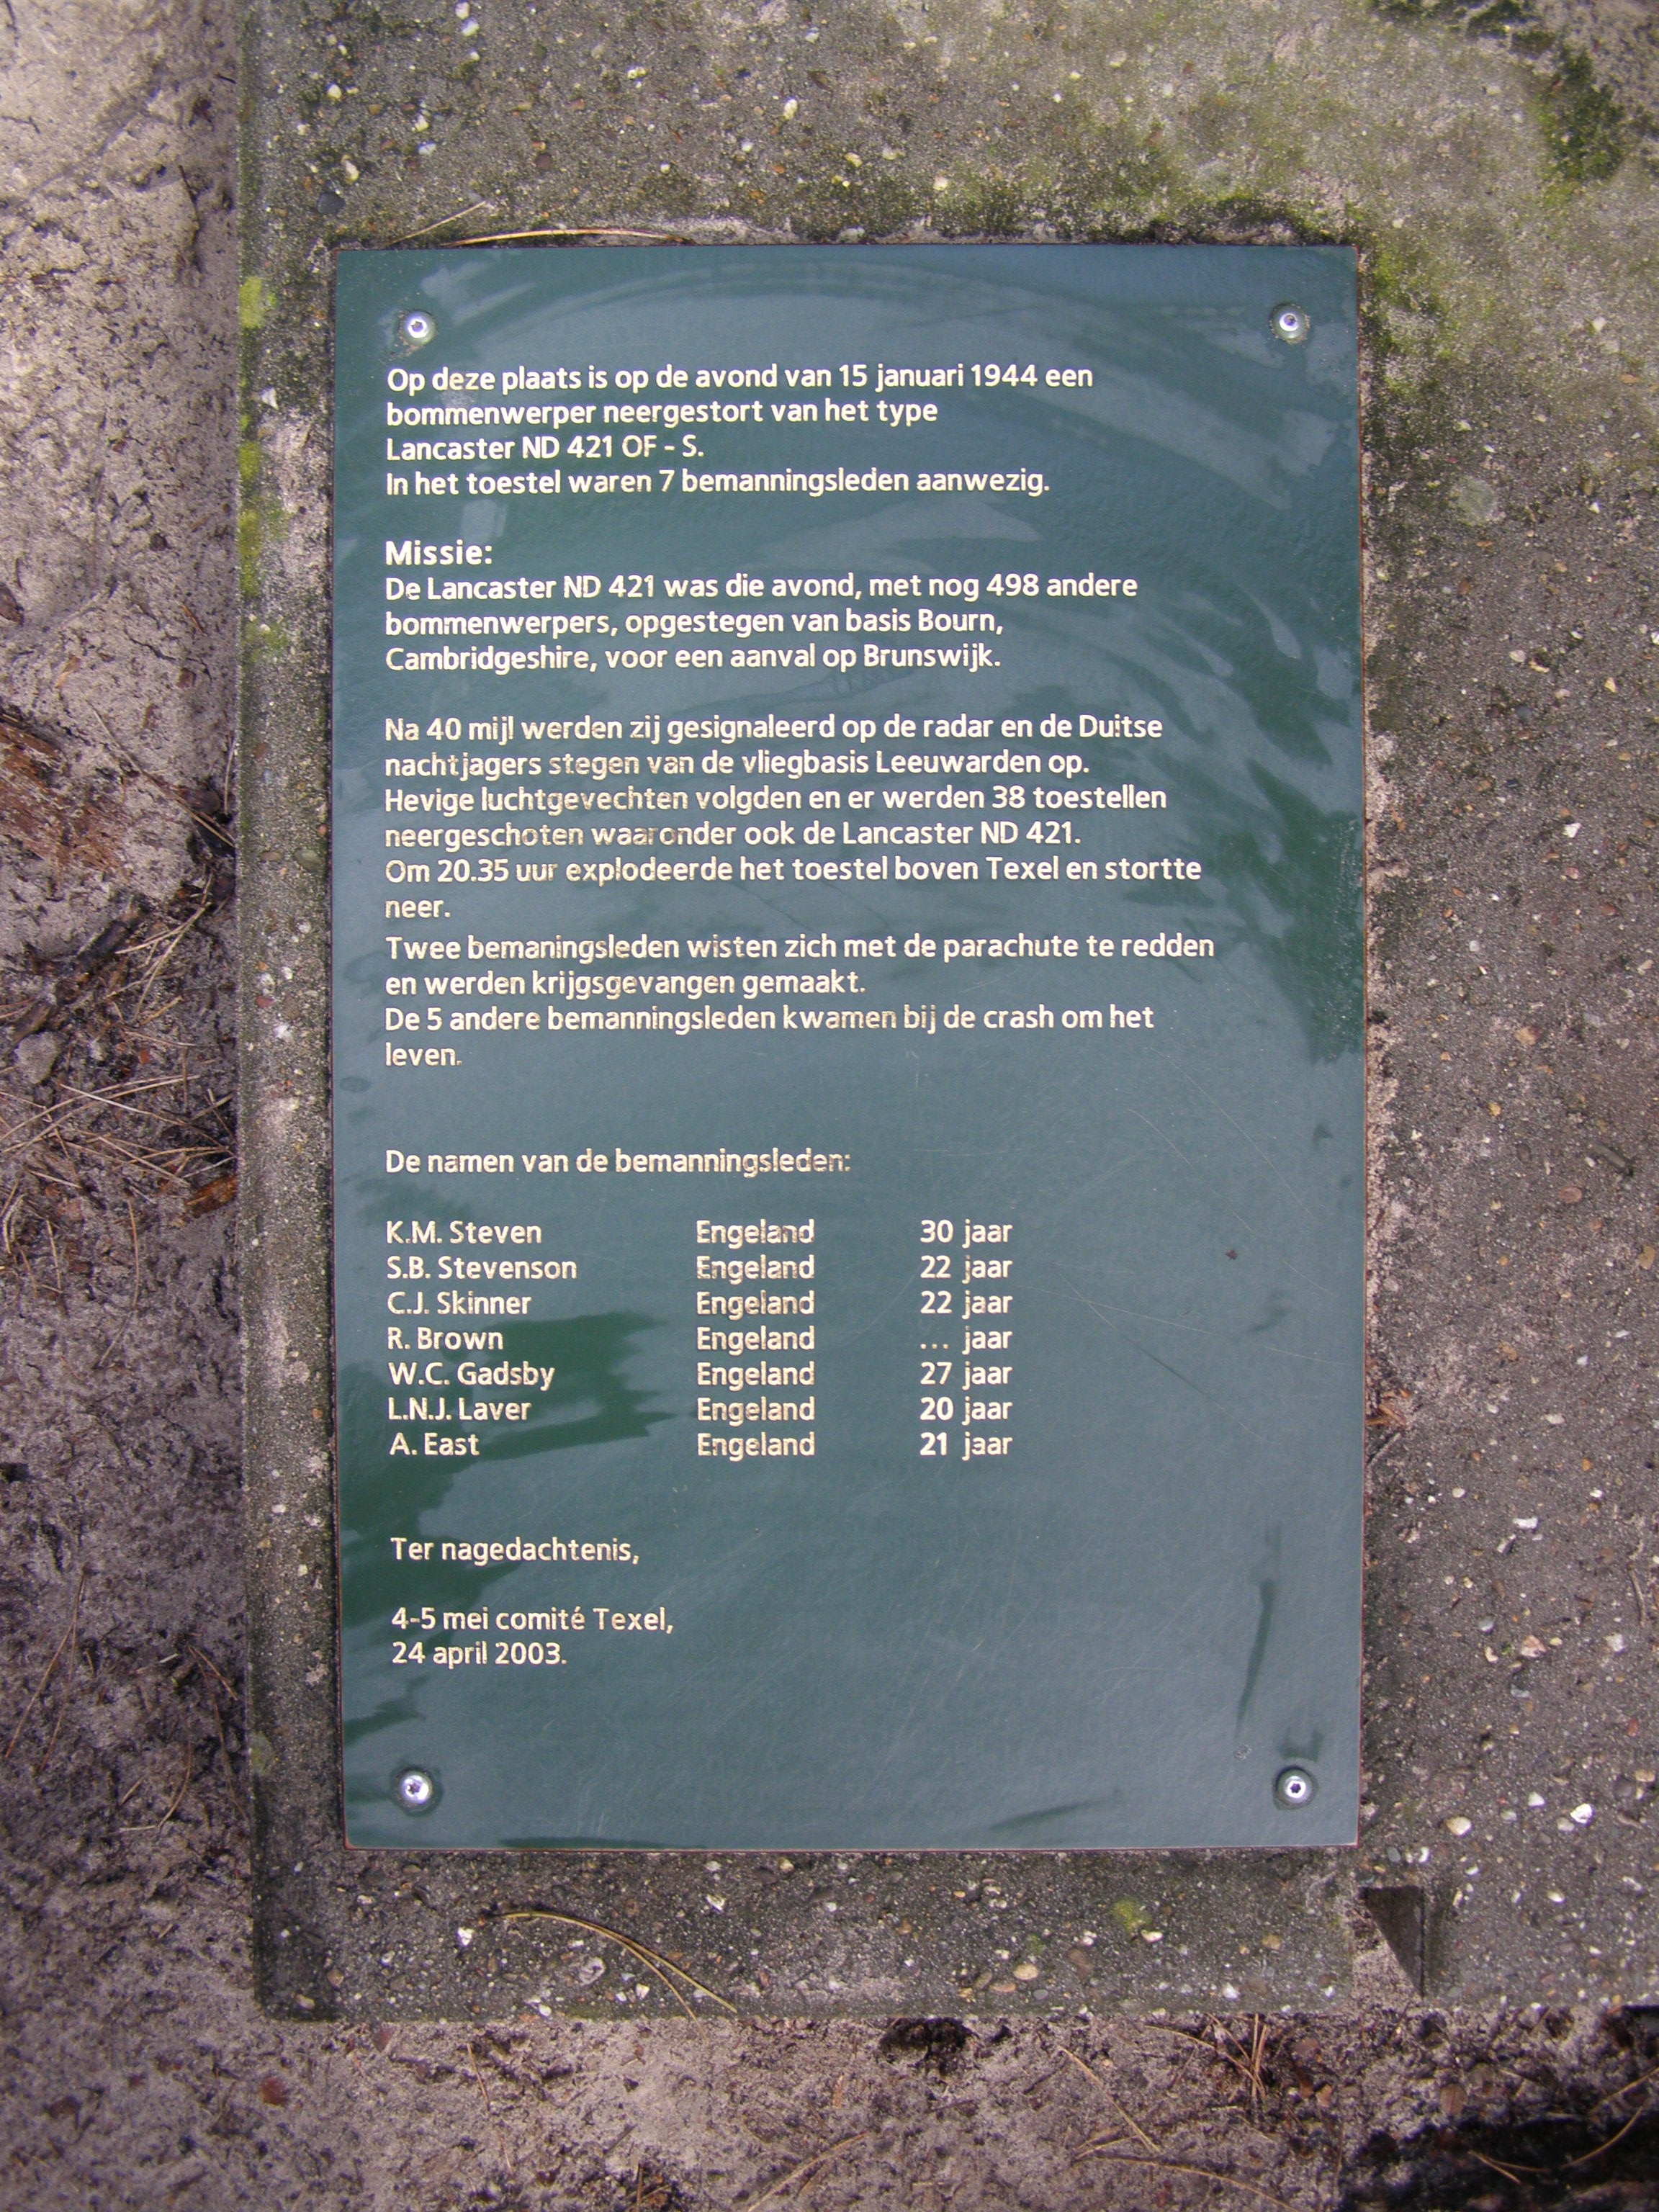 Op deze plaats is op de avond van 15 januari 1944 een
bommenwerper neergestort van het type
Lancaster ND 421 OF - S.
In het toestel waren 7 bemanningsleden aanwezig.
Missie:
De Lancaster ND 421 was die avond, met nog 498 andere
bommenwerpers, opgestegen van basis Bourn,
Cambridgeshire, voor een aanval op Brunswijk.
Na 40 mijl werden zij gesignaleerd op de radar en de Duitse
nachtjagers stegen van de vliegbasis Leeuwarden op.
Hevige luchtgevechten volgden en er werden 38 toestellen
neergeschoten waaronder ook de Lancaster ND 421.
Om 20.35 uur explodeerde het toestel boven Texel en stortte
neer.
Twee bemaningsleden wisten zich met de parachute te redden
en werden krijgsgevangen gemaakt.
De 5 andere bemanningsleden kwamen bij de crash om het
leven.
De namen van de bemanningsleden:
K.M. Steven Engeland 30 jaar
S.B. Stevenson Engeland 22 jaar
C.J. Skinner Engeland 22 jaar
R. Brown Engeland ... jaar
W.C. Gadsby Engeland 27 jaar
L.N.J. Laver Engeland 20 jaar
A. East Engeland 21 jaar
Ter nagedachtenis,
4-5 mei comité Texel,
24 april 2003.